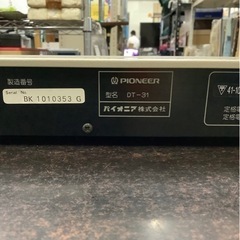 製造番号
Serial No.
BK 1010353 G
PIONEER
型名 DT-31
パイオニア株式会社
定格電
定格